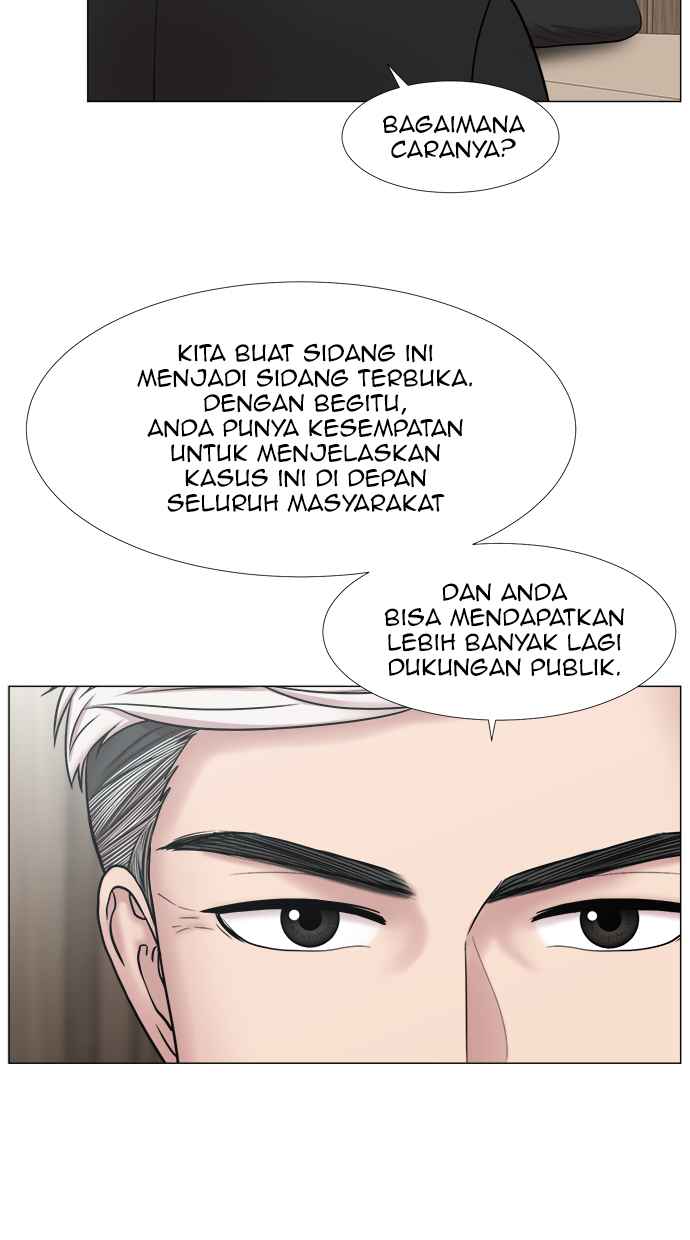 BAGAIMANA
CARANYA?
KITA BUAT SIDANG INI
MENJADI SIDANG TERBUKA.
DENGAN BEGITU,
ANDA PUNYA KESEMPATAN
UNTUK MENJELASKAN
KASUS INI DI DEPAN
SELURUH MASYARAKAT
DAN ANDA
BISA MENDAPATKAN
LEBIH BANYAK LAGI
DUKUNGAN PUBLIK.